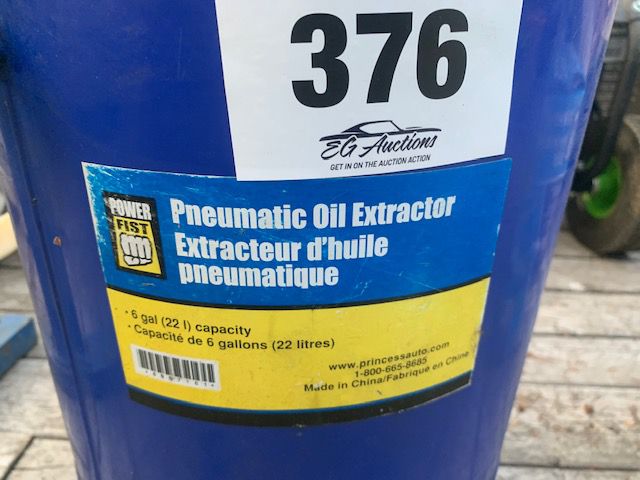 376
EG Auctions
GET IN ON THE AUCTION ACTION
POWER
FIST
Pneumatic Oil Extractor
Extracteur d'huile
pneumatique
· 6 gal (22 l) capacity
· Capacité de 6 gallons (22 litres)
www.princessauto.com
1-800-665-8685
Made in China/Fabrique en Chine